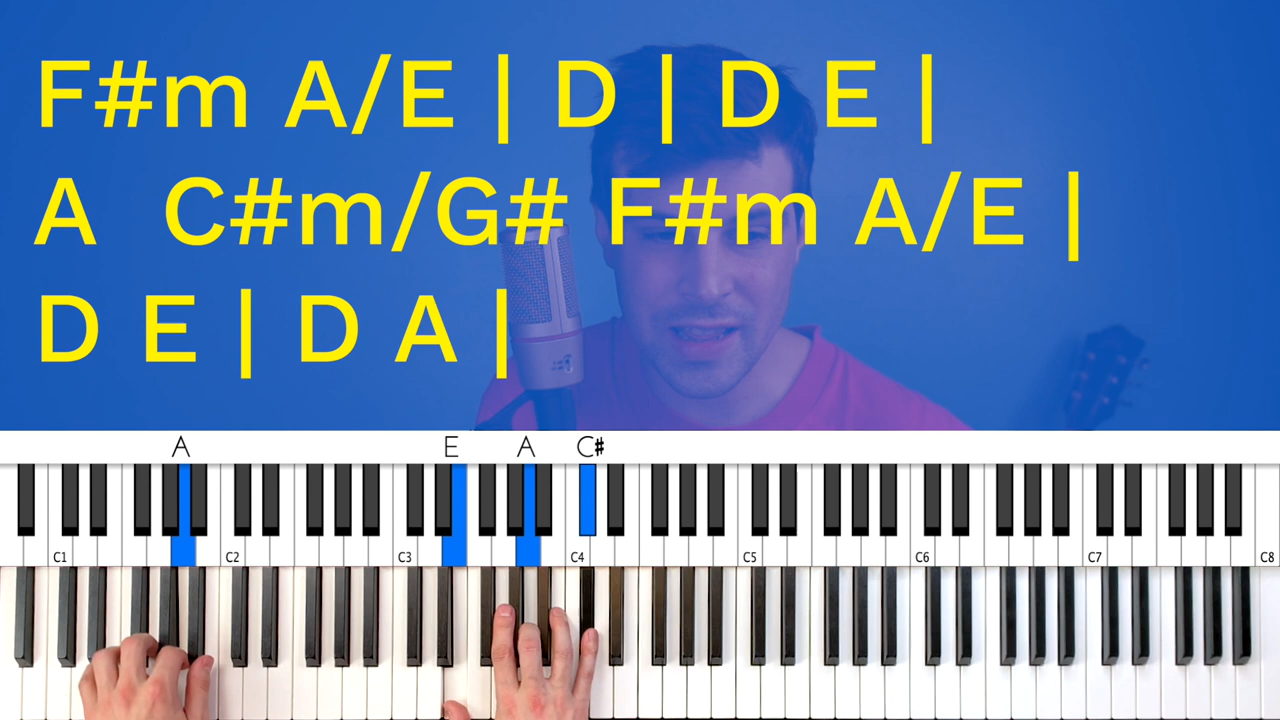 F#m A/E | D | D E |
A C#m/G# F#m A/E |
D E | D A |
A E A C#
C1 C2 C3 C4 C5 C6 C7 C8